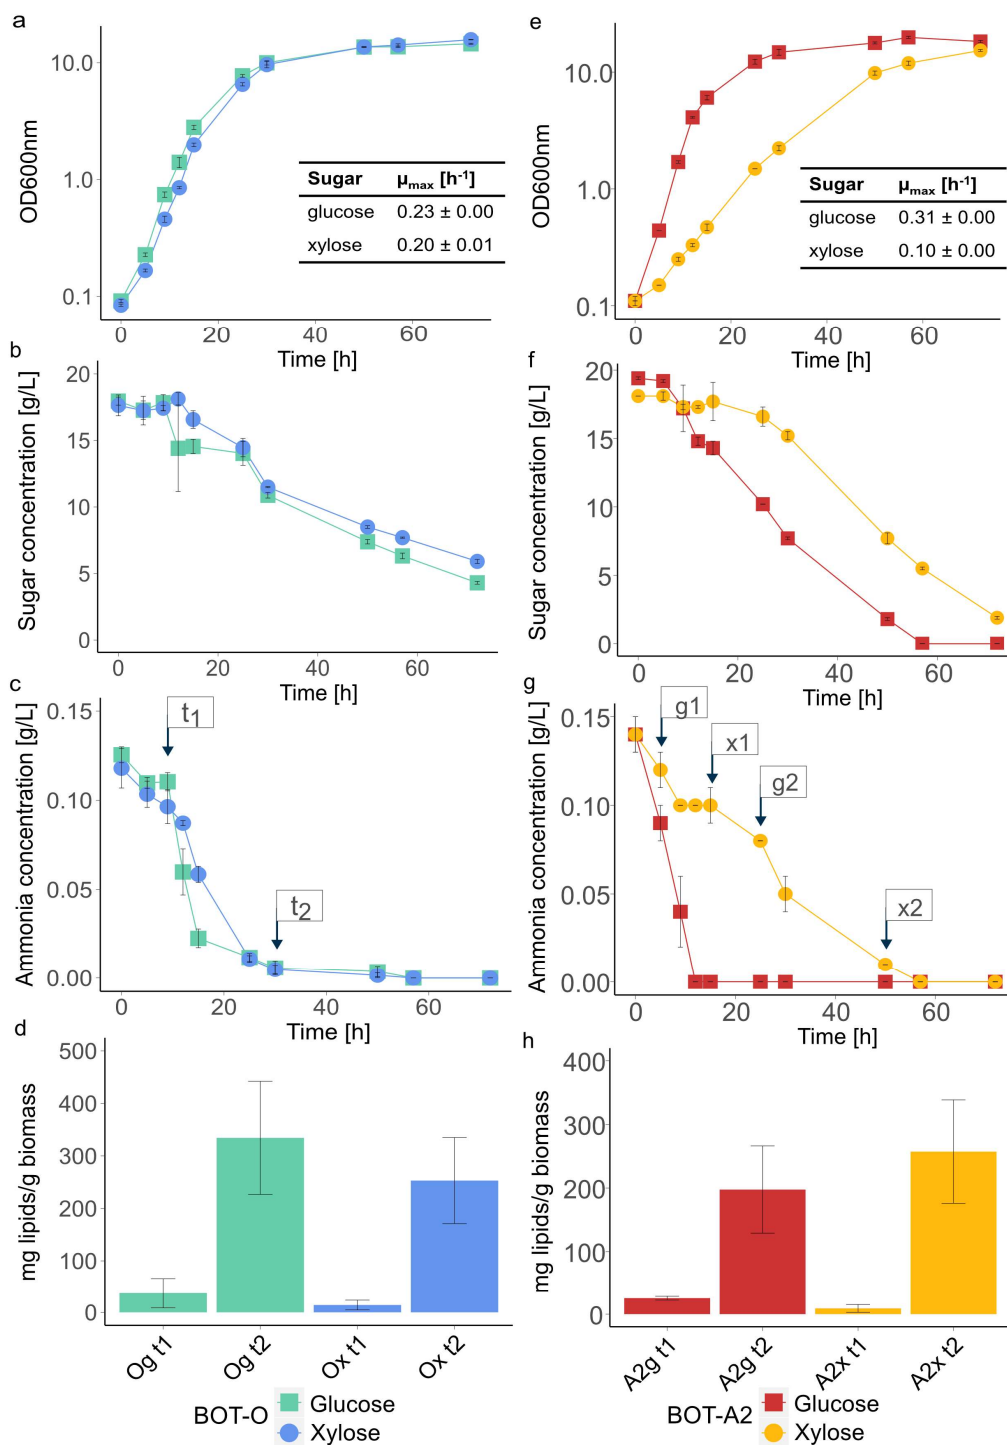 a
OD600nm
10.0
1.0
0.1
0
20
40
60
Time [h]
Sugar μmax [h-1]
glucose 0.23 ± 0.00
xylose 0.20 ± 0.01
e
OD600nm
10.0
1.0
0.1
0
20
40
60
Time [h]
Sugar μmax [h-1]
glucose 0.31 ± 0.00
xylose 0.10 ± 0.00
b
Sugar concentration [g/L]
20
15
10
5
0
0
20
40
60
Time [h]
f
Sugar concentration [g/L]
20
15
10
5
0
0
20
40
60
Time [h]
c
Ammonia concentration [g/L]
0.15
0.10
0.05
0.00
t1
t2
0
20
40
60
Time [h]
g
Ammonia concentration [g/L]
0.15
0.10
0.05
0.00
g1
x1
g2
x2
0
20
40
60
Time [h]
d
mg lipids/g biomass
500
400
300
200
100
0
Og t1
Og t2
Ox t1
Ox t2
h
mg lipids/g biomass
400
300
200
100
0
A2g t1
A2g t2
A2x t1
A2x t2
BOT-O
Glucose
Xylose
BOT-A2
Glucose
Xylose